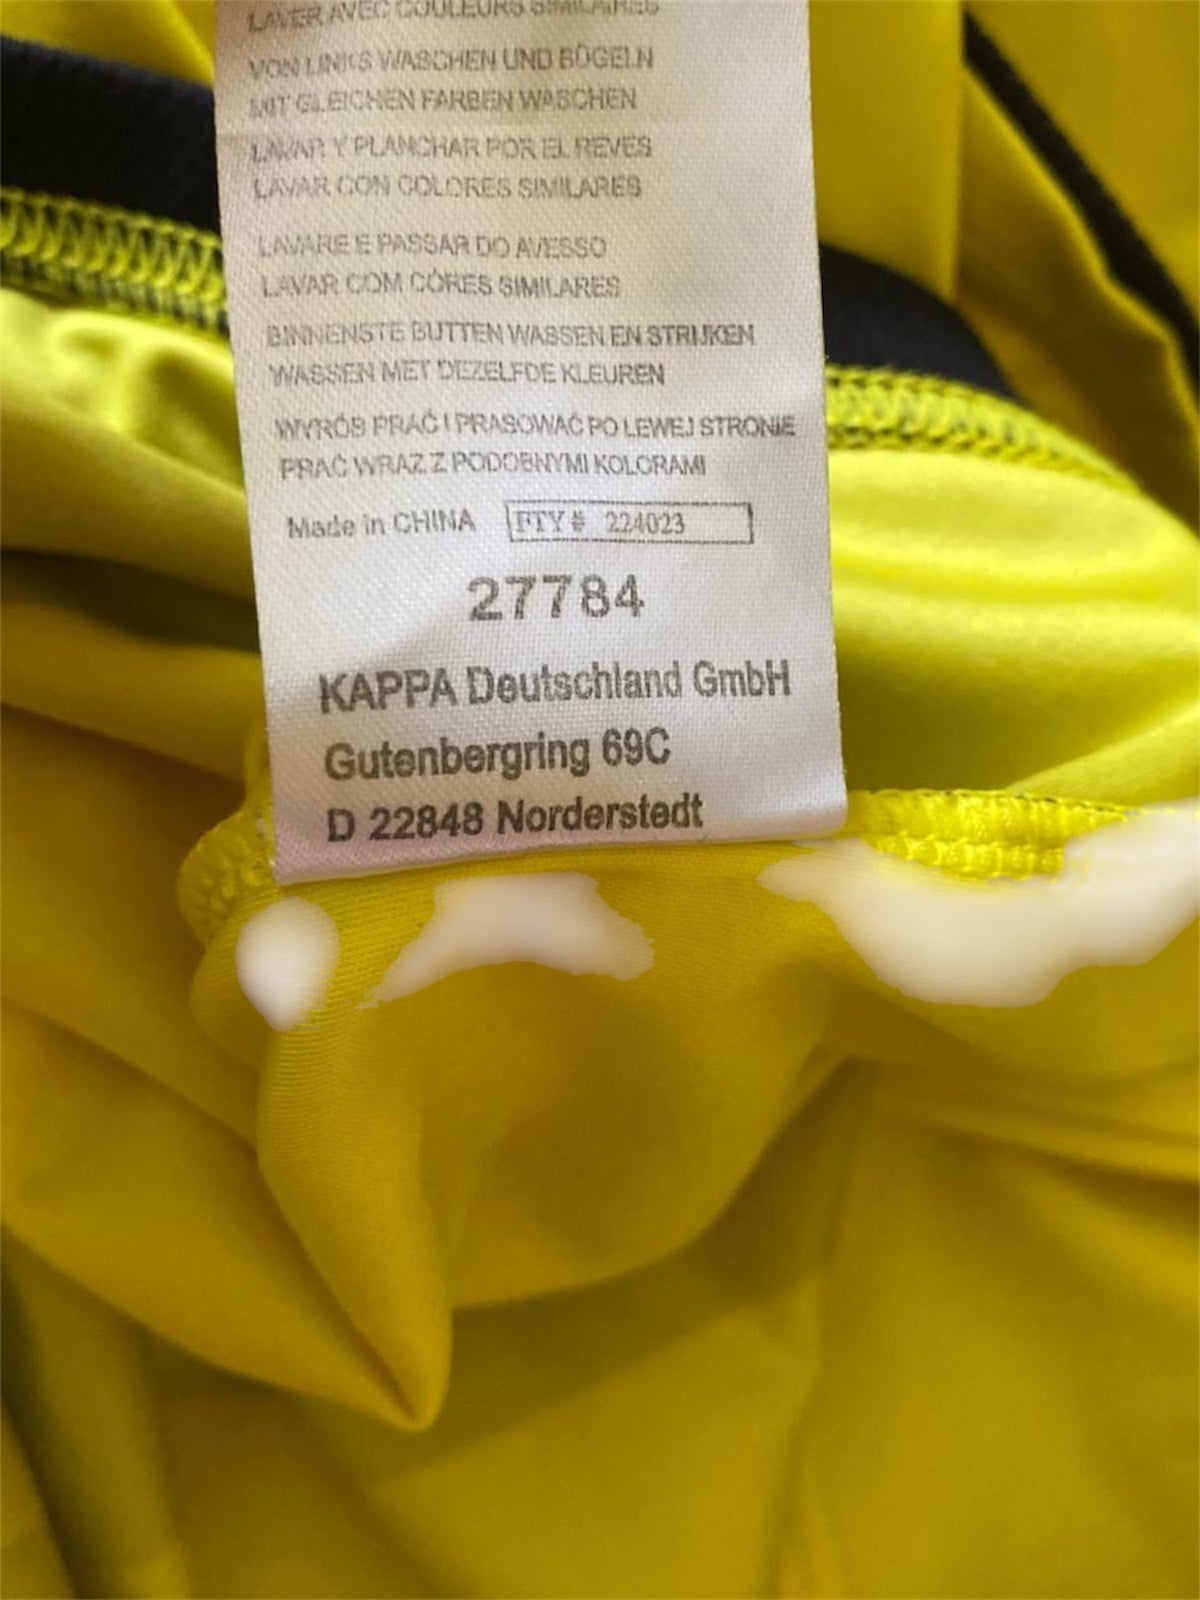 LAVER AVEC COULEURS SIMILAIRES
VON LINKS WASCHEN UND BÜGELN
MIT GLEICHEN FARBEN WASCHEN
LAVAR Y PLANCHAR POR EL REVES
LAVAR CON COLORES SIMILARES
LAVARE E PASSAR DO AVESSO
LAVAR COM CÔRES SIMILARES
BINNENSTE BUTTEN WASSEN EN STRIJKEN
WASSEN MET DEZELFDE KLEUREN
WYRÓB PRAĆ I PRASOWAĆ PO LEWEJ STRONIE
PRAĆ WRAZ Z PODOBNYMI KOLORAMI
Made in CHINA FTY # 224023
27784
KAPPA Deutschland GmbH
Gutenbergring 69C
D 22848 Norderstedt